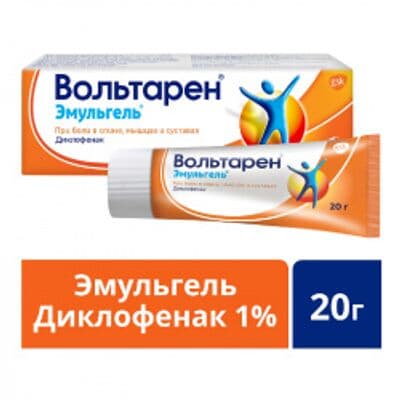 Вольтарен®
Эмульгель®
При боли в спине, мышцах и суставах
Диклофенак
gsk
Вольтарен®
Эмульгель®
При боли в спине, мышцах и суставах
Диклофенак
20 г
Эмульгель
Диклофенак 1%
20г